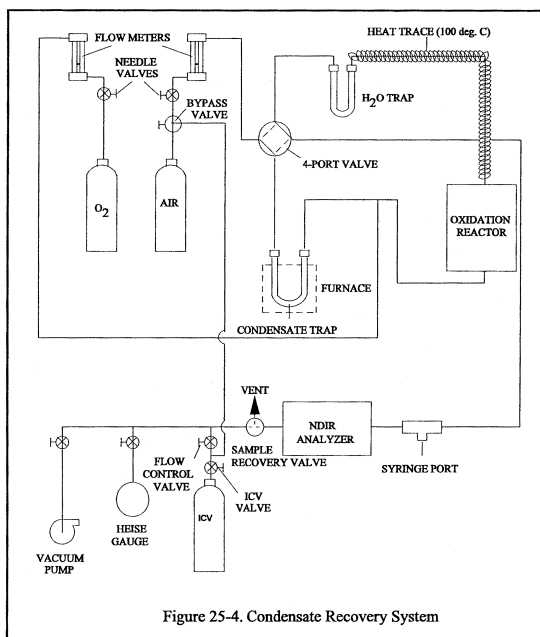 HEAT TRACE (100 deg. C)
FLOW METERS
NEEDLE
VALVES
H2O TRAP
BYPASS
VALVE
4-PORT VALVE
O2
AIR
OXIDATION
REACTOR
FURNACE
CONDENSATE TRAP
VENT
NDIR
ANALYZER
SAMPLE
RECOVERY VALVE
SYRINGE PORT
FLOW
CONTROL
VALVE
ICV
VALVE
ICV
HEISE
GAUGE
VACUUM
PUMP
Figure 25-4. Condensate Recovery System